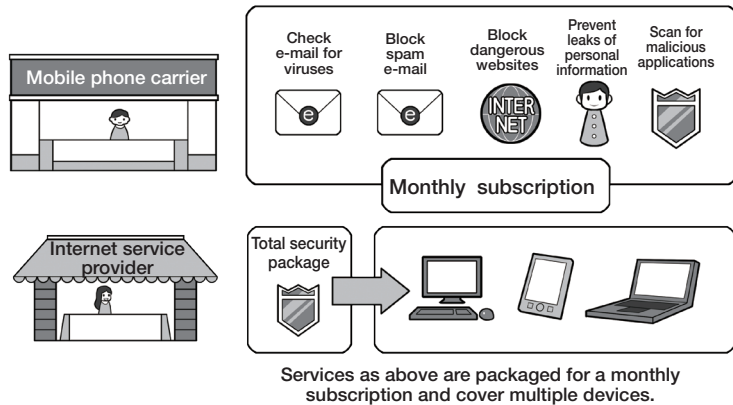 Mobile phone carrier
Check
e-mail for
viruses
Block
spam
e-mail
Block
dangerous
websites
Prevent
leaks of
personal
information
Scan for
malicious
applications
e
e
INTER
NET
Monthly subscription
Internet service
provider
Total security
package
Services as above are packaged for a monthly
subscription and cover multiple devices.